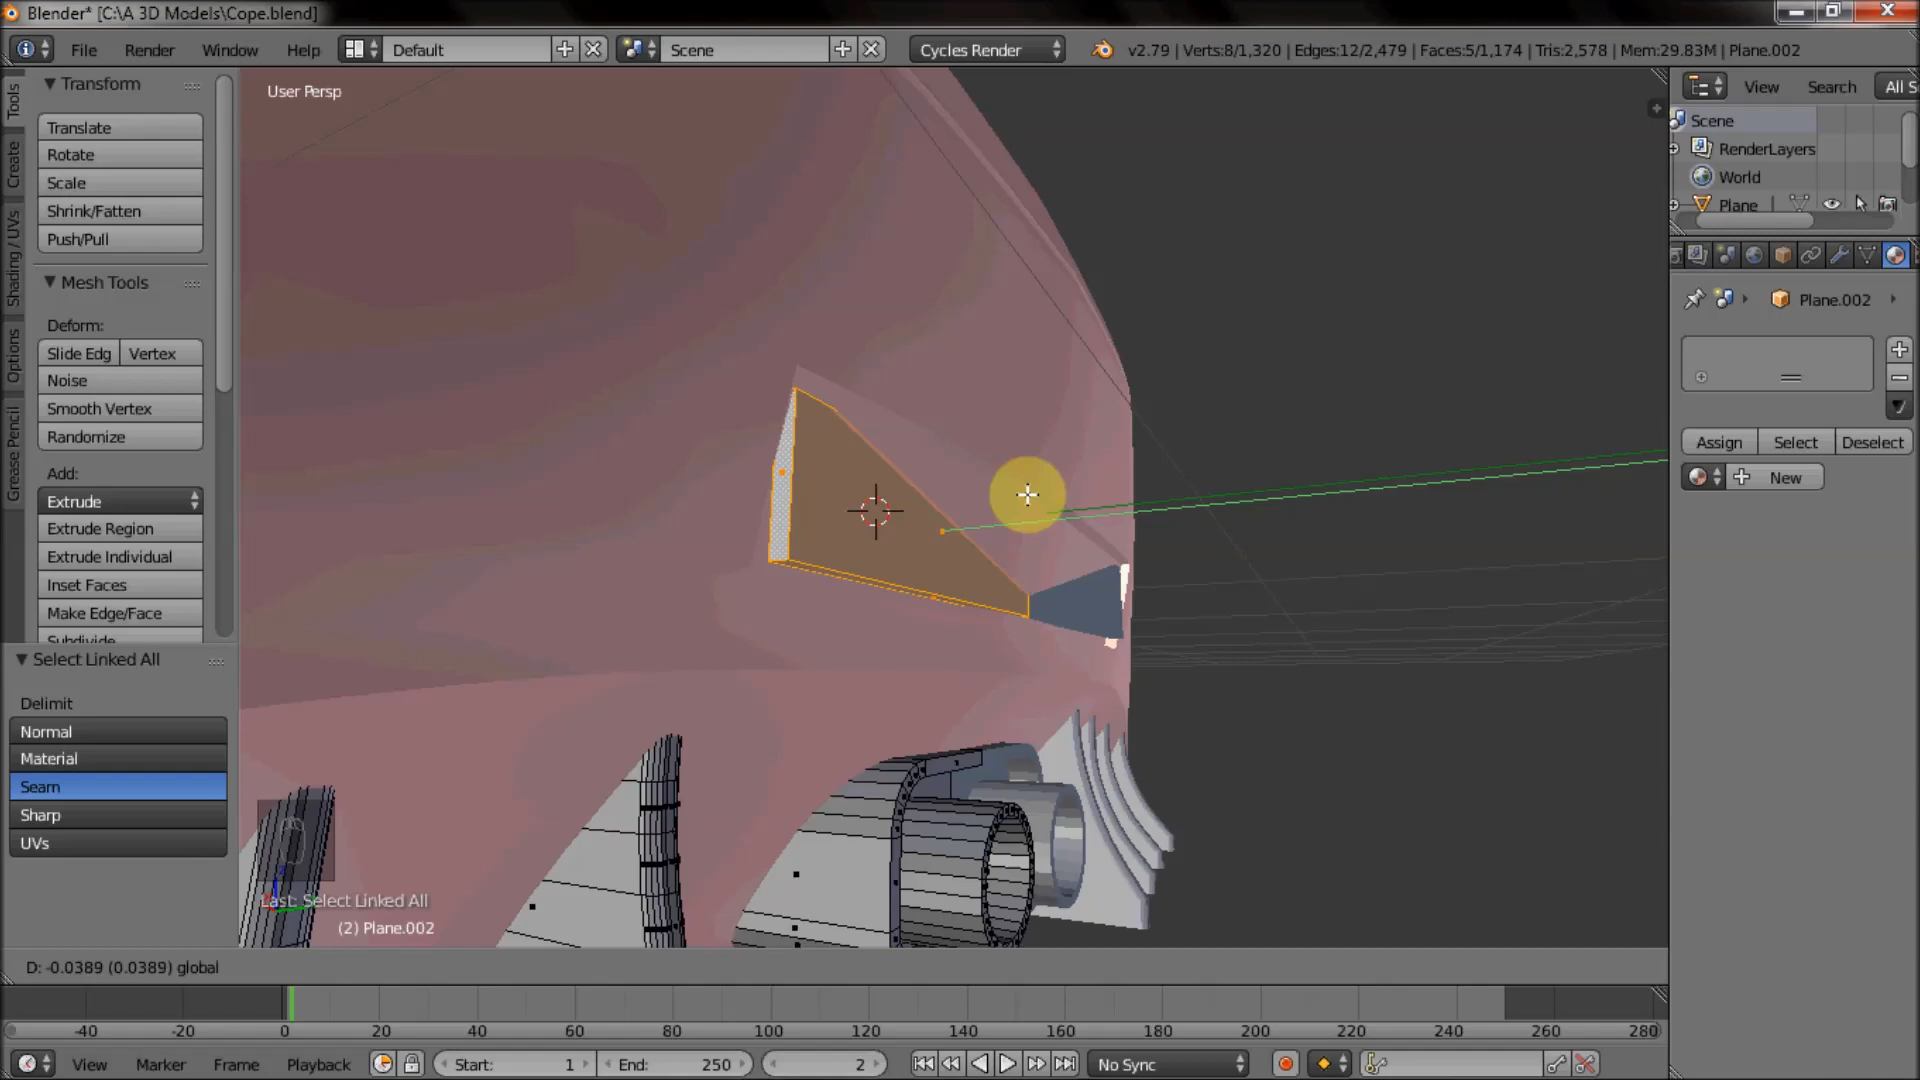 Blender* [C:\A 3D Models\Cope.blend]
File Render Window Help Default Scene Cycles Render v2.79 | Verts:8/1,320 | Edges:12/2,479 | Faces:5/1,174 | Tris:2,578 | Mem:29.83M | Plane.002
Tools
Create
Shading / UVs
Options
Grease Pencil
Transform
Translate
Rotate
Scale
Shrink/Fatten
Push/Pull
Mesh Tools
Deform:
Slide Edg Vertex
Noise
Smooth Vertex
Randomize
Add:
Extrude
Extrude Region
Extrude Individual
Inset Faces
Make Edge/Face
Subdivide
Select Linked All
Delimit
Normal
Material
Seam
Sharp
UVs
User Persp
Last: Select Linked All
(2) Plane.002
View Search All S
Scene
RenderLayers
World
Plane
Plane.002
Assign Select Deselect
New
D: -0.0389 (0.0389) global
-40 -20 0 20 40 60 80 100 120 140 160 180 200 220 240 260 280
View Marker Frame Playback Start: 1 End: 250 2 No Sync